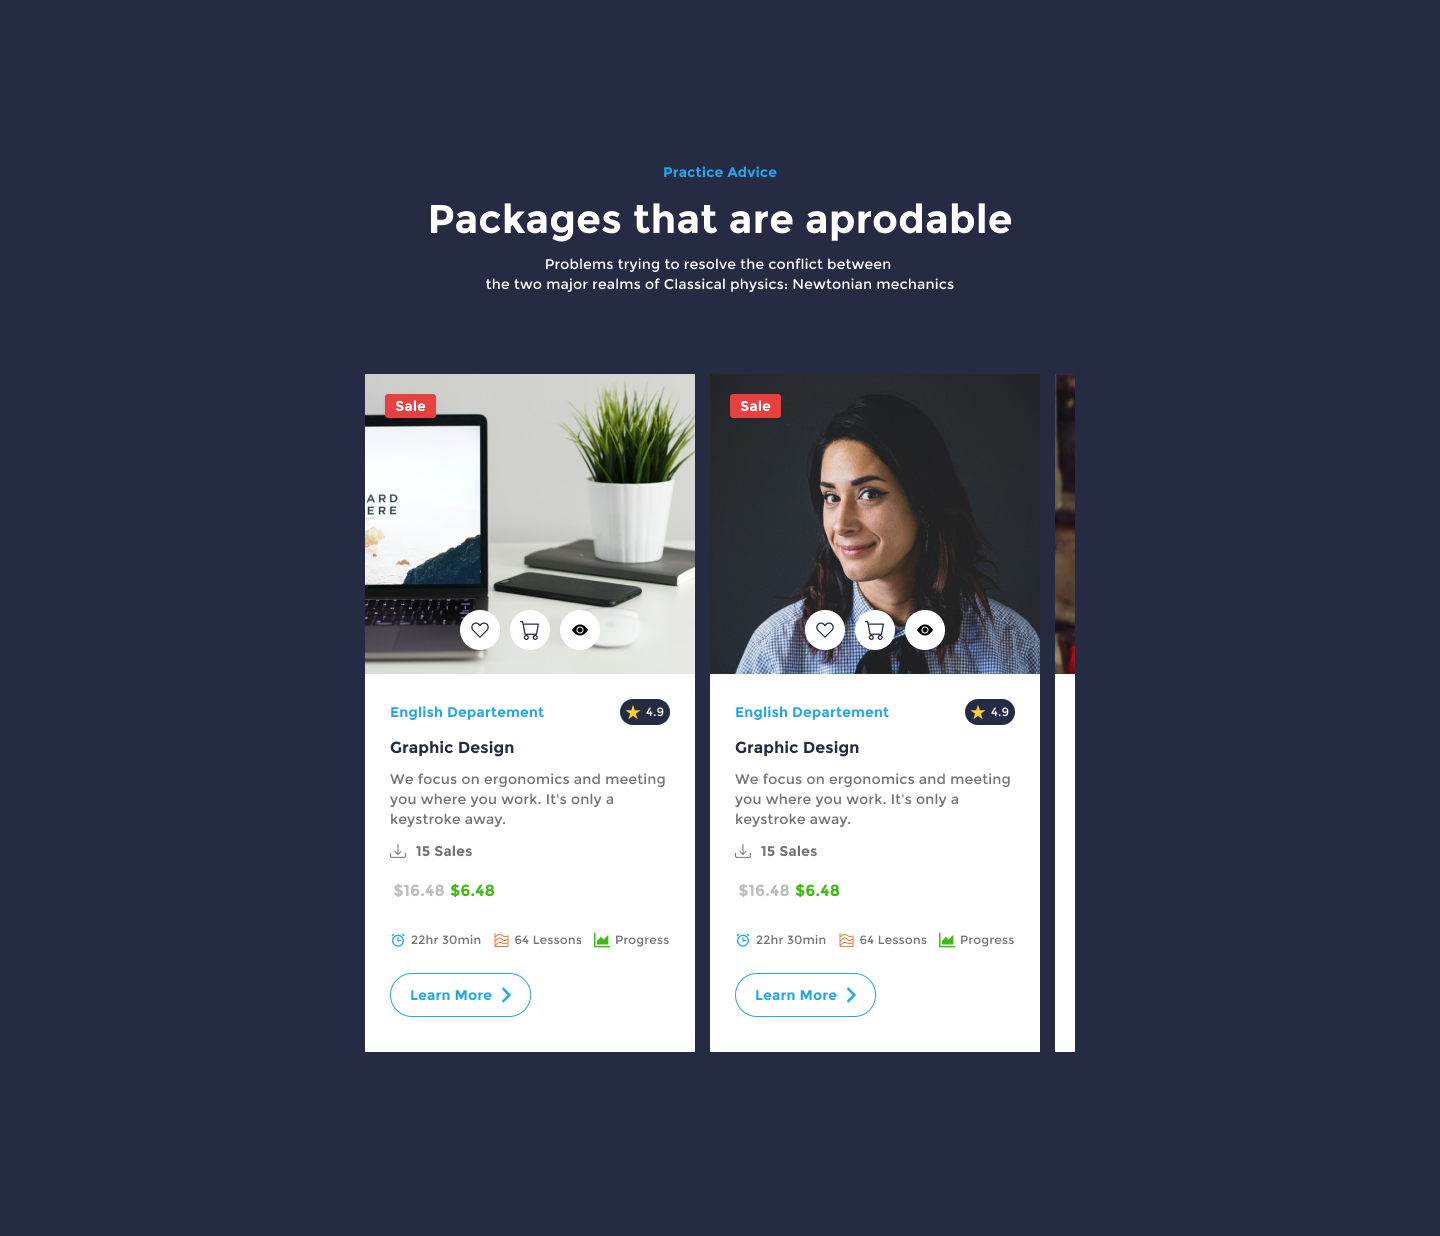 Practice Advice
Packages that are aprodable
Problems trying to resolve the conflict between
the two major realms of Classical physics: Newtonian mechanics
Sale
ARD
ERE
English Departement
4.9
Graphic Design
We focus on ergonomics and meeting
you where you work. It's only a
keystroke away.
15 Sales
$16.48 $6.48
22hr 30min 64 Lessons Progress
Learn More
Sale
English Departement
4.9
Graphic Design
We focus on ergonomics and meeting
you where you work. It's only a
keystroke away.
15 Sales
$16.48 $6.48
22hr 30min 64 Lessons Progress
Learn More